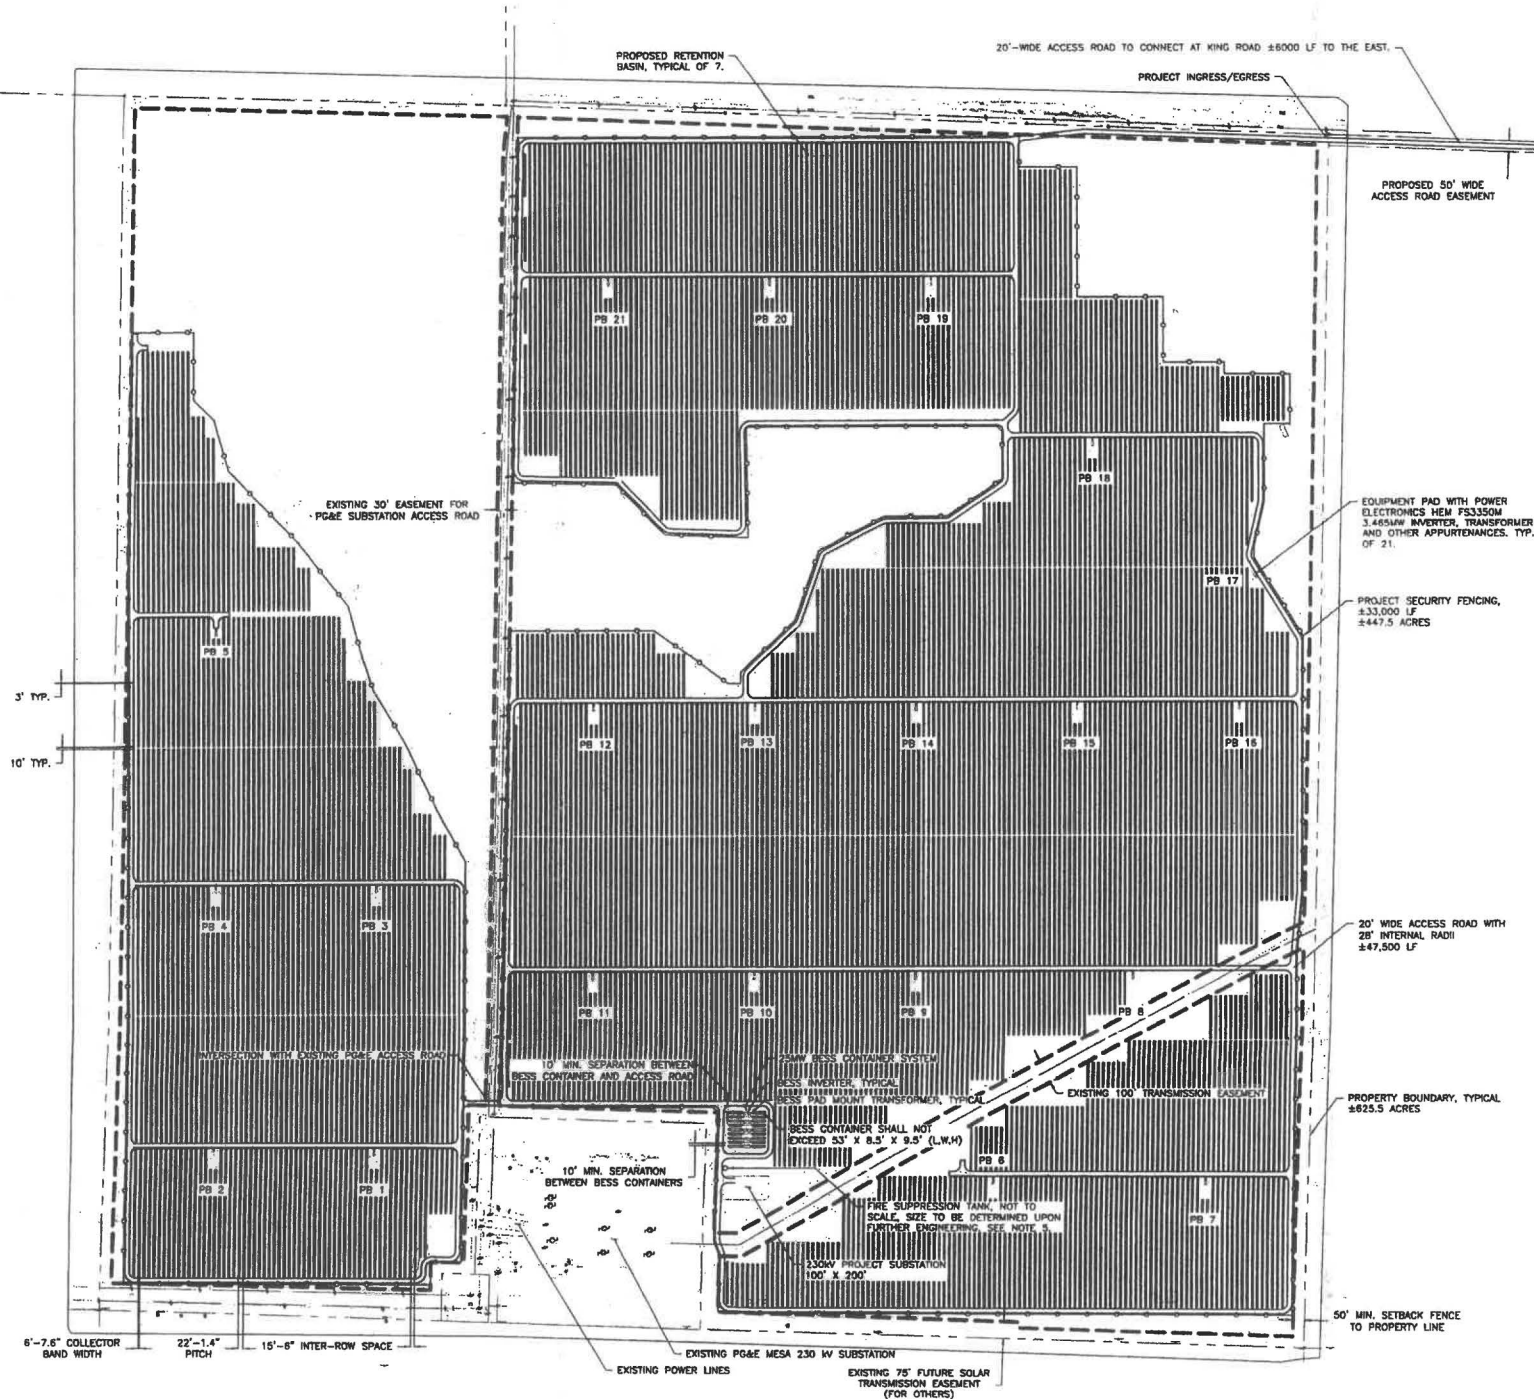 PROPOSED RETENTION
BASIN, TYPICAL OF 7.
20'-WIDE ACCESS ROAD TO CONNECT AT KING ROAD ±6000 LF TO THE EAST.
PROJECT INGRESS/EGRESS
PROPOSED 50' WIDE
ACCESS ROAD EASEMENT
PB 21
PB 20
PB 19
PB 18
EXISTING 30' EASEMENT FOR
PG&E SUBSTATION ACCESS ROAD
EQUIPMENT PAD WITH POWER
ELECTRONICS HEM FS3350M
3.465MW INVERTER, TRANSFORMER
AND OTHER APPURTENANCES. TYP.
OF 21.
PB 17
PROJECT SECURITY FENCING,
±33,000 LF
±447.5 ACRES
PB 5
3' TYP.
10' TYP.
PB 12
PB 13
PB 14
PB 15
PB 16
PB 4
PB 3
20' WIDE ACCESS ROAD WITH
28' INTERNAL RADII
±47,500 LF
PB 11
PB 10
PB 9
PB 8
INTERSECTION WITH EXISTING PG&E ACCESS ROAD
10' MIN. SEPARATION BETWEEN
BESS CONTAINER AND ACCESS ROAD
25MW BESS CONTAINER SYSTEM
BESS INVERTER, TYPICAL
BESS PAD MOUNT TRANSFORMER, TYPICAL
EXISTING 100' TRANSMISSION EASEMENT
PROPERTY BOUNDARY, TYPICAL
±625.5 ACRES
BESS CONTAINER SHALL NOT
EXCEED 53' X 8.5' X 9.5' (L,W,H)
10' MIN. SEPARATION
BETWEEN BESS CONTAINERS
PB 6
PB 2
PB 1
PB 7
FIRE SUPPRESSION TANK, NOT TO
SCALE, SIZE TO BE DETERMINED UPON
FURTHER ENGINEERING, SEE NOTE 5.
230kV PROJECT SUBSTATION
100' X 200'
50' MIN. SETBACK FENCE
TO PROPERTY LINE
6'-7.6" COLLECTOR
BAND WIDTH
22'-1.4"
PITCH
15'-6" INTER-ROW SPACE
EXISTING PG&E MESA 230 kV SUBSTATION
EXISTING POWER LINES
EXISTING 75' FUTURE SOLAR
TRANSMISSION EASEMENT
(FOR OTHERS)